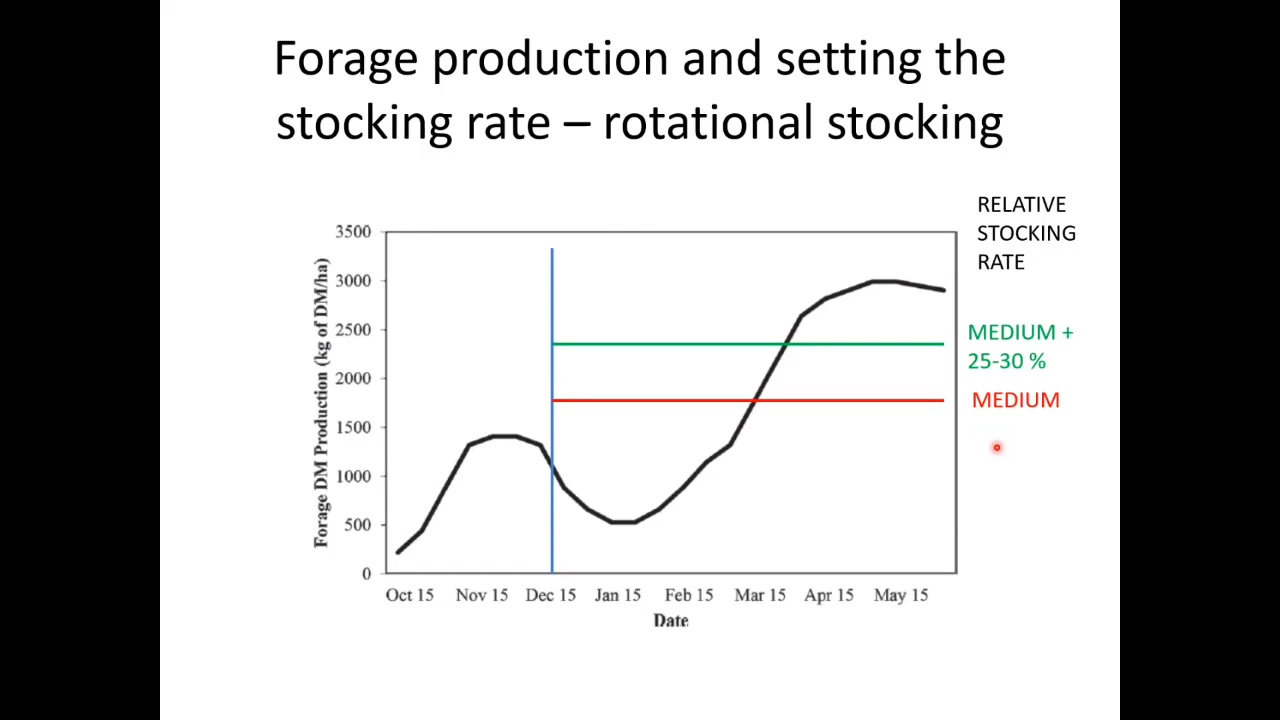 Forage production and setting the
stocking rate – rotational stocking
RELATIVE
STOCKING
RATE
3500
3000
2500
2000
1500
1000
500
0
Forage DM Production (kg of DM/ha)
MEDIUM +
25-30 %
MEDIUM
Oct 15 Nov 15 Dec 15 Jan 15 Feb 15 Mar 15 Apr 15 May 15
Date